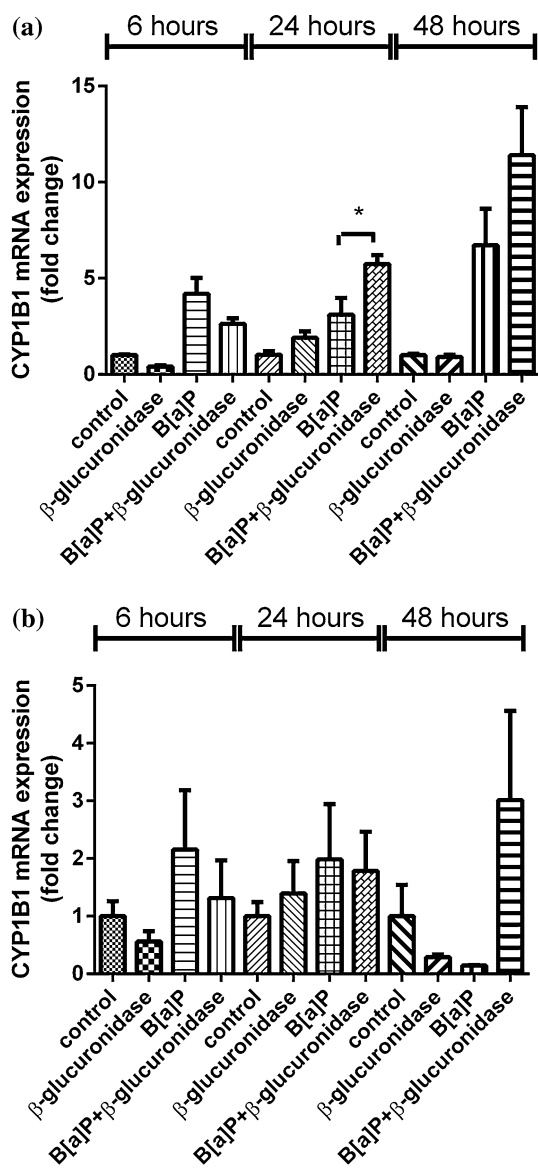 (a)
6 hours 24 hours 48 hours
CYP1B1 mRNA expression
(fold change)
15
10
5
0
*
control
β-glucuronidase
B[a]P
B[a]P+β-glucuronidase
control
β-glucuronidase
B[a]P
B[a]P+β-glucuronidase
control
β-glucuronidase
B[a]P
B[a]P+β-glucuronidase
(b)
6 hours 24 hours 48 hours
CYP1B1 mRNA expression
(fold change)
5
4
3
2
1
0
control
β-glucuronidase
B[a]P
B[a]P+β-glucuronidase
control
β-glucuronidase
B[a]P
B[a]P+β-glucuronidase
control
β-glucuronidase
B[a]P
B[a]P+β-glucuronidase